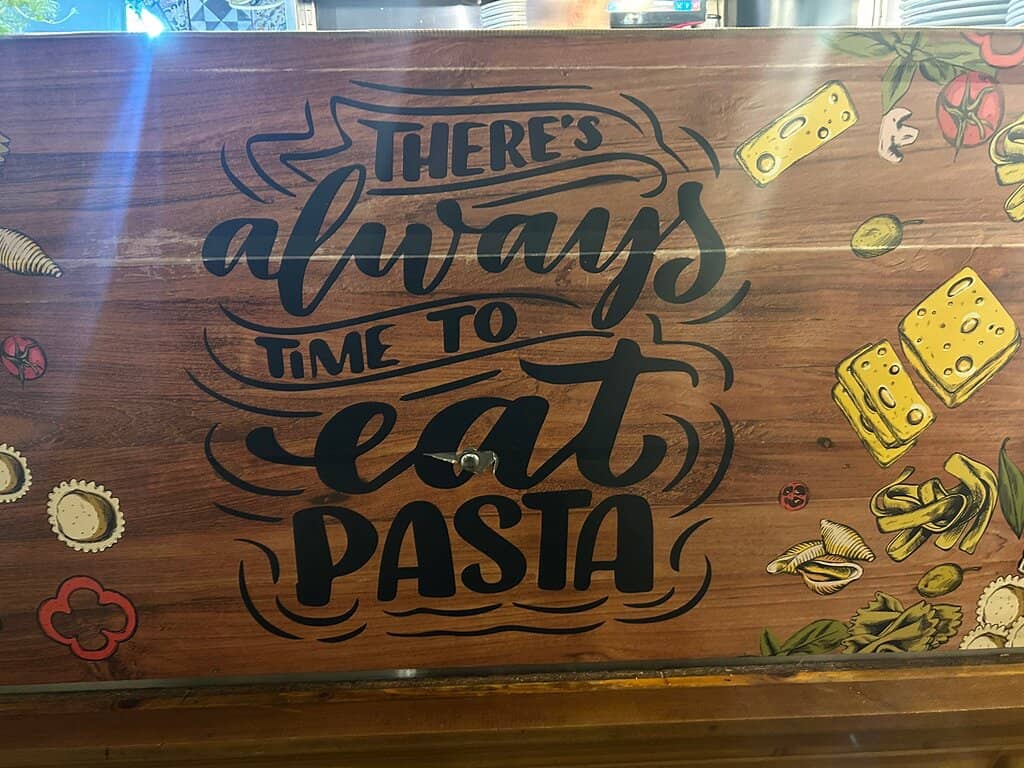 THERE'S
always
TIME TO
eat
PASTA